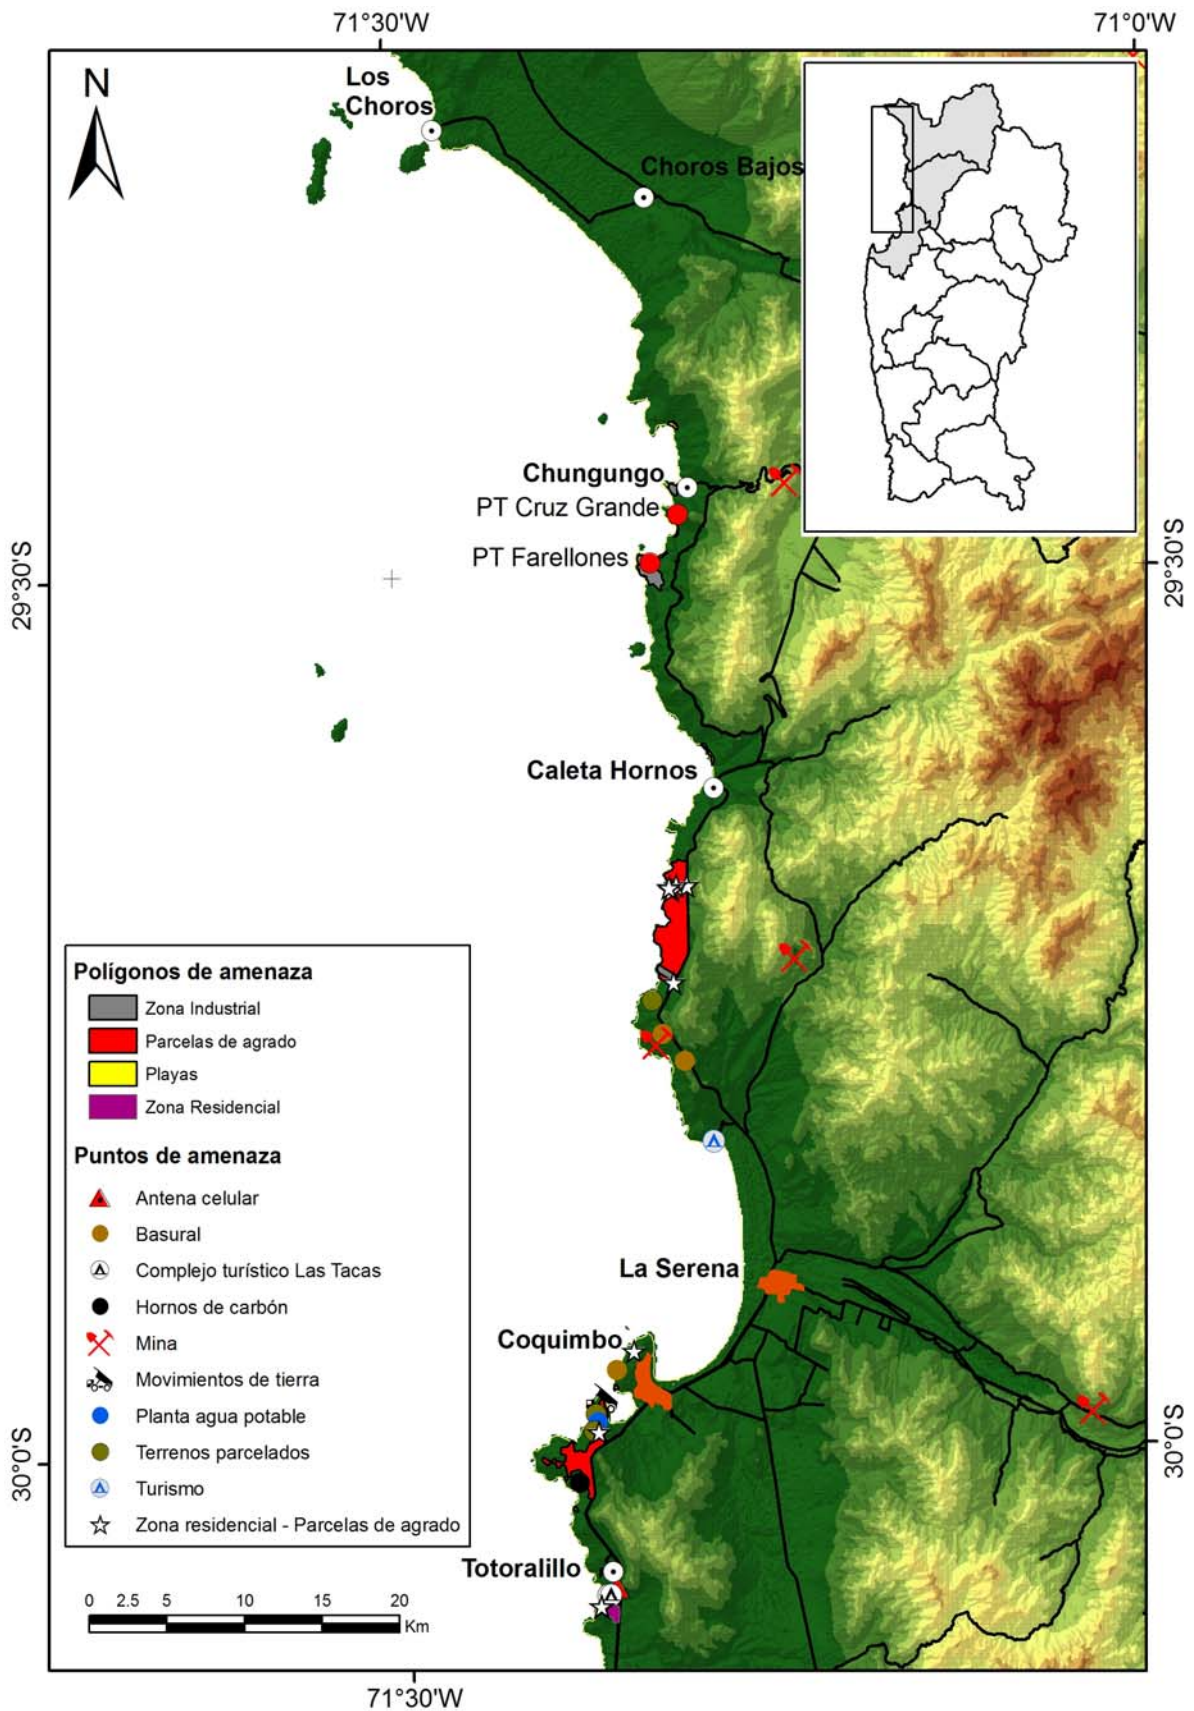 71°30'W
71°0'W
N
Los
Choros
Choros Bajos
Chungungo
PT Cruz Grande
PT Farellones
29°30'S
29°30'S
Caleta Hornos
Polígonos de amenaza
Zona Industrial
Parcelas de agrado
Playas
Zona Residencial
Puntos de amenaza
Antena celular
Basural
Complejo turístico Las Tacas
Hornos de carbón
Mina
Movimientos de tierra
Planta agua potable
Terrenos parcelados
Turismo
Zona residencial - Parcelas de agrado
La Serena
Coquimbo
30°0'S
30°0'S
Totoralillo
0 2.5 5 10 15 20
Km
71°30'W